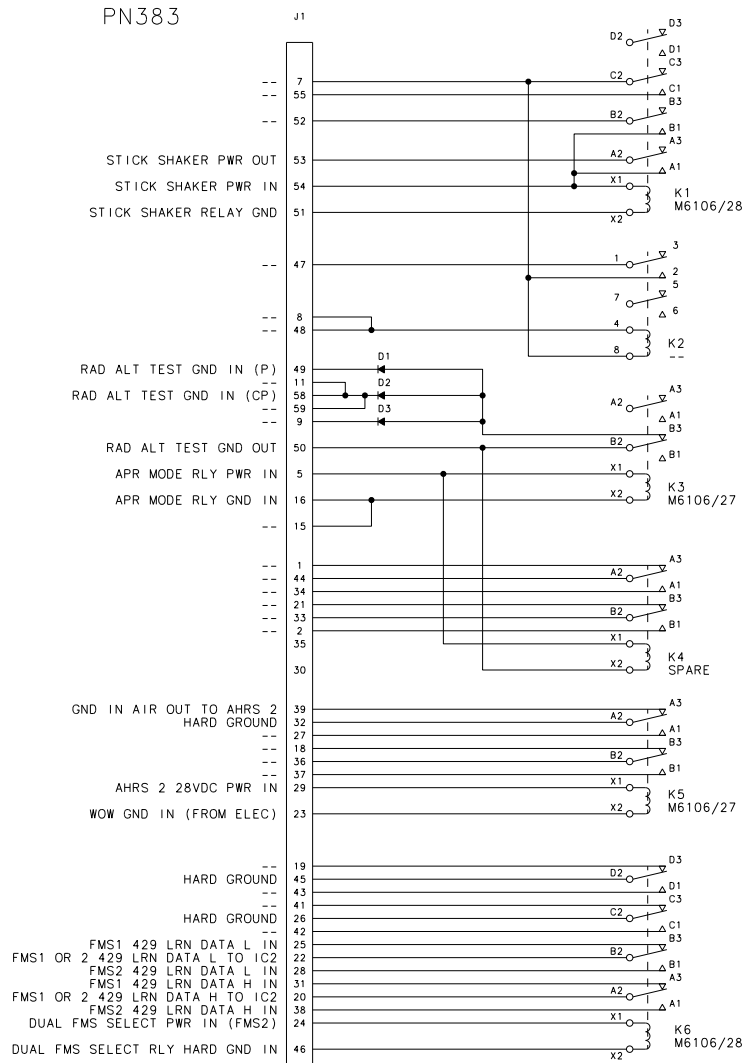 PN383 J1
D3
D2
D1
C3
-- 7 C2
-- 55 C1
B3
-- 52 B2
B1
A3
STICK SHAKER PWR OUT 53 A2
A1
STICK SHAKER PWR IN 54 X1
K1
M6106/28
STICK SHAKER RELAY GND 51 X2
3
-- 47 1
2
5
7
6
-- 8
-- 48 4
K2
--
8
D1
RAD ALT TEST GND IN (P) 49
-- 11 D2
RAD ALT TEST GND IN (CP) 58
-- 59 D3
-- 9
A3
A2
A1
B3
RAD ALT TEST GND OUT 50 B2
B1
APR MODE RLY PWR IN 5 X1
K3
M6106/27
APR MODE RLY GND IN 16 X2
-- 15
-- 1 A3
-- 44 A2
-- 34 A1
-- 21 B3
-- 33 B2
-- 2 B1
35 X1
K4
SPARE
30 X2
GND IN AIR OUT TO AHRS 2 39 A3
HARD GROUND 32 A2
-- 27 A1
-- 18 B3
-- 36 B2
-- 37 B1
AHRS 2 28VDC PWR IN 29 X1
K5
M6106/27
WOW GND IN (FROM ELEC) 23 X2
-- 19 D3
HARD GROUND 45 D2
-- 43 D1
-- 41 C3
HARD GROUND 26 C2
-- 42 C1
FMS1 429 LRN DATA L IN 25 B3
FMS1 OR 2 429 LRN DATA L TO IC2 22 B2
FMS2 429 LRN DATA L IN 28 B1
FMS1 429 LRN DATA H IN 31 A3
FMS1 OR 2 429 LRN DATA H TO IC2 20 A2
FMS2 429 LRN DATA H IN 38 A1
DUAL FMS SELECT PWR IN (FMS2) 24 X1
K6
M6106/28
DUAL FMS SELECT RLY HARD GND IN 46 X2